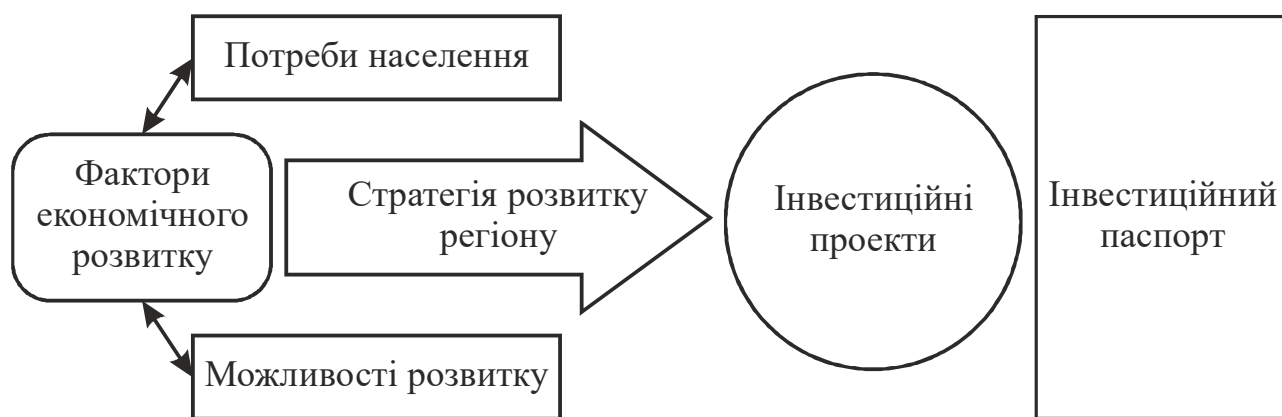 Потреби населення
Фактори
економічного
розвитку
Стратегія розвитку
регіону
Можливості розвитку
Інвестиційні
проекти
Інвестиційний
паспорт